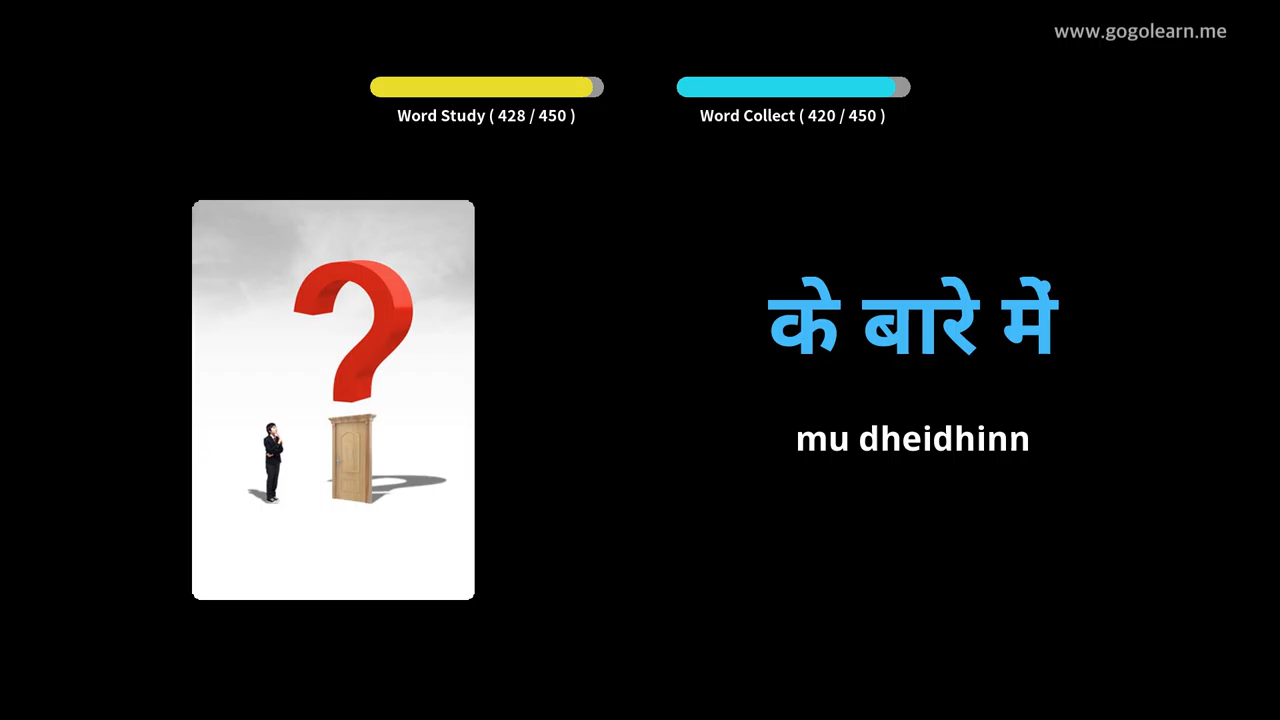 www.gogolearn.me
Word Study ( 428 / 450 )
Word Collect ( 420 / 450 )
के बारे में
mu dheidhinn